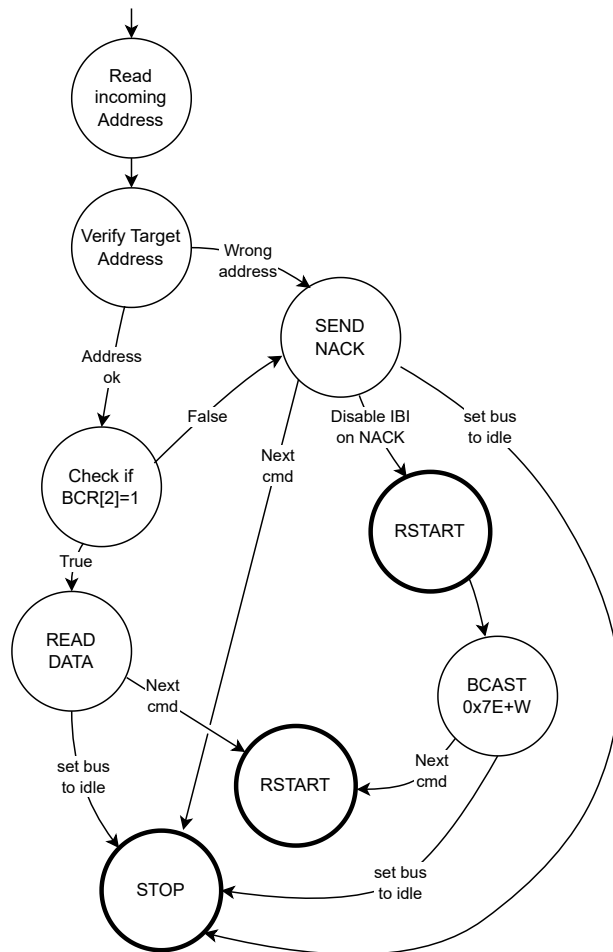 Read
incoming
Address
Verify Target
Address
Wrong
address
SEND
NACK
Address
ok
False
Disable IBI
on NACK
set bus
to idle
Next
cmd
Check if
BCR[2]=1
RSTART
True
READ
DATA
Next
cmd
BCAST
0x7E+W
set bus
to idle
RSTART
Next
cmd
set bus
to idle
STOP